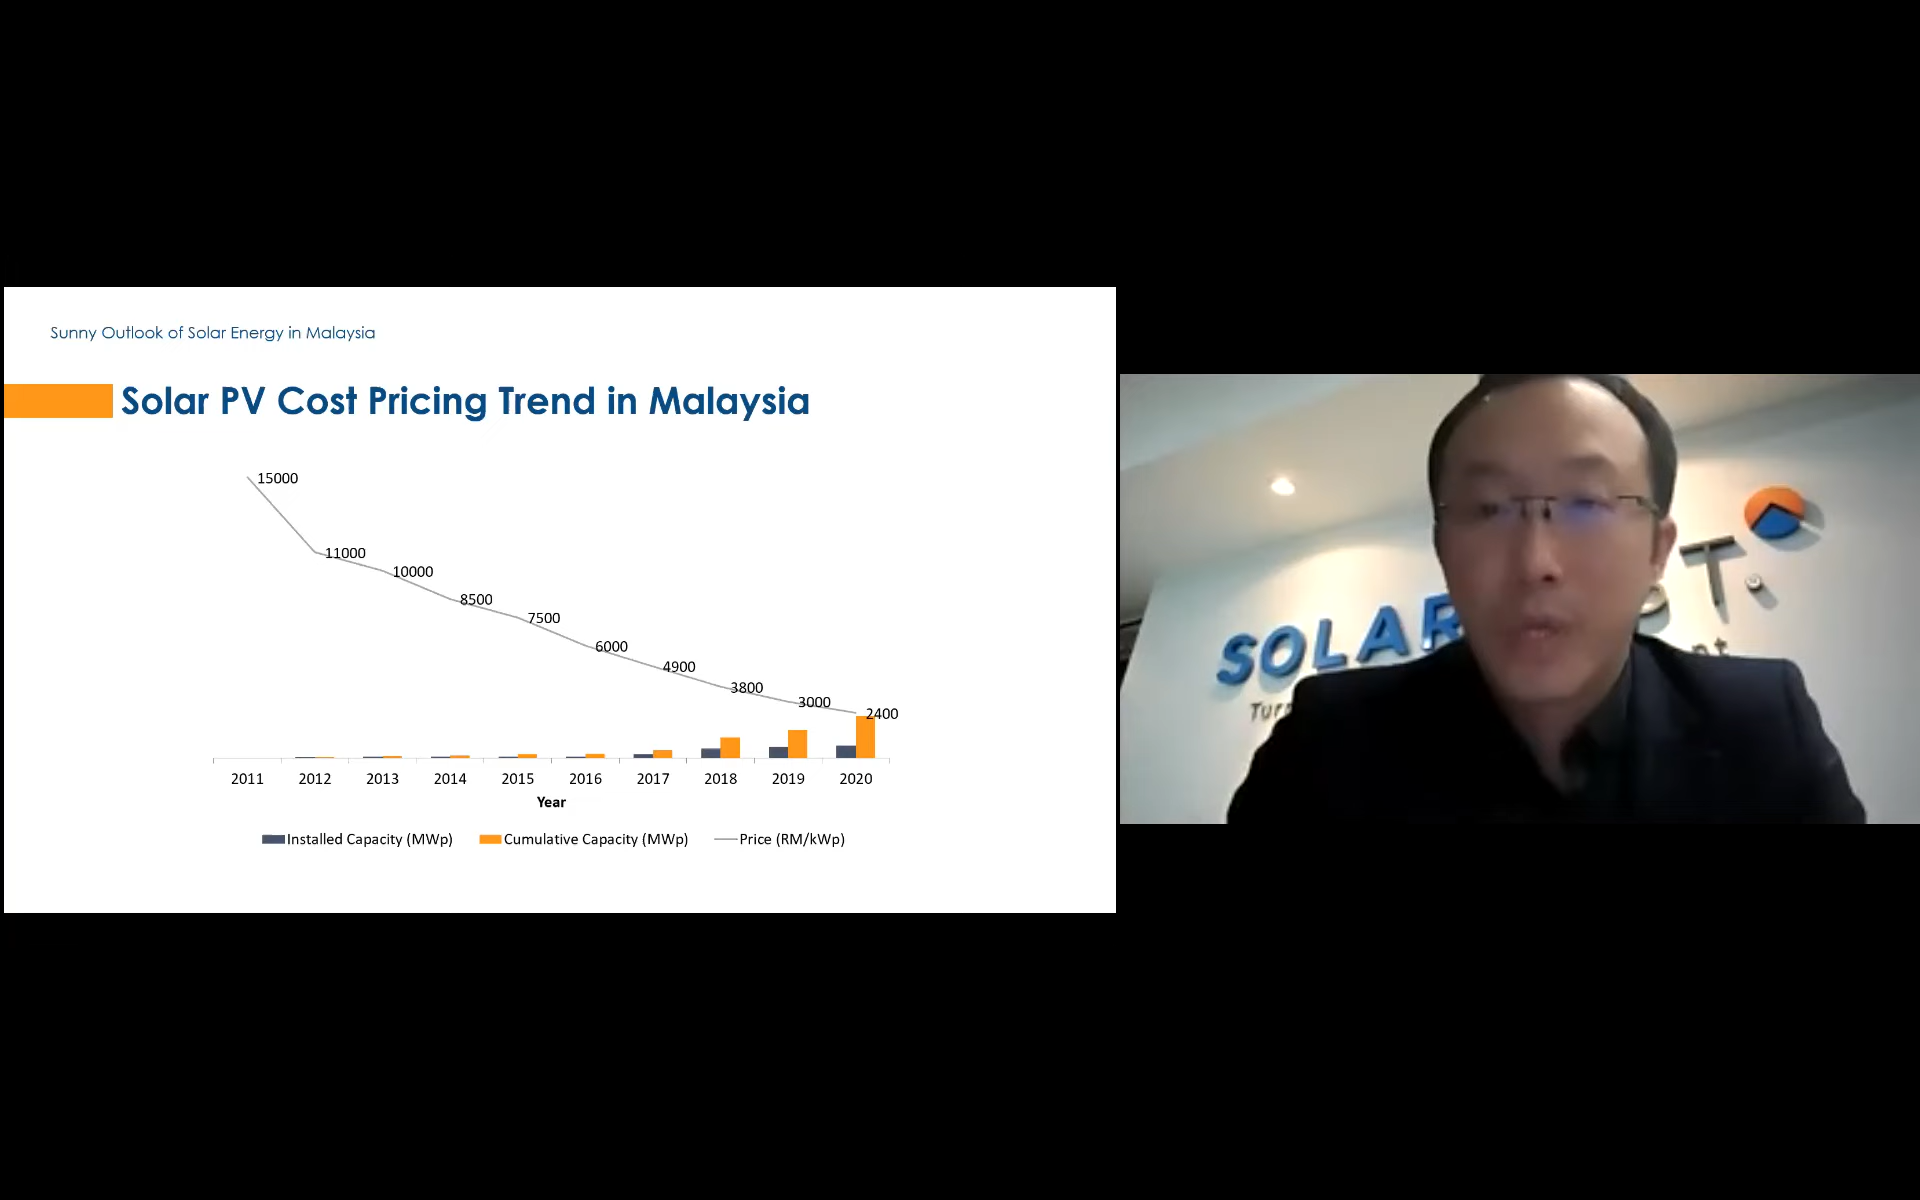 Sunny Outlook of Solar Energy in Malaysia
Solar PV Cost Pricing Trend in Malaysia
15000
11000
10000
8500
7500
6000
4900
3800
3000
2400
2011 2012 2013 2014 2015 2016 2017 2018 2019 2020
Year
Installed Capacity (MWp) Cumulative Capacity (MWp) Price (RM/kWp)
SOLAR